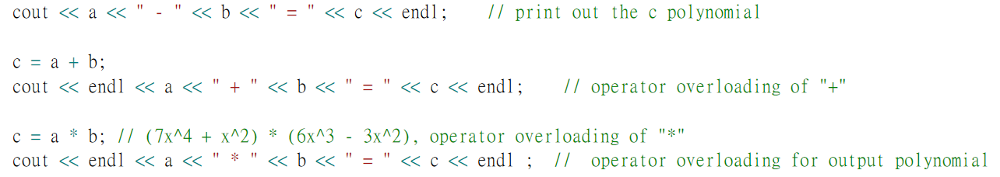 cout << a << " - " << b << " = " << c << endl;   // print out the c polynomial
c = a + b;
cout << endl << a << " + " << b << " = " << c << endl;   // operator overloading of "+"
c = a * b; // (7x^4 + x^2) * (6x^3 - 3x^2), operator overloading of "*"
cout << endl << a << " * " << b << " = " << c << endl ;  //  operator overloading for output polynomial